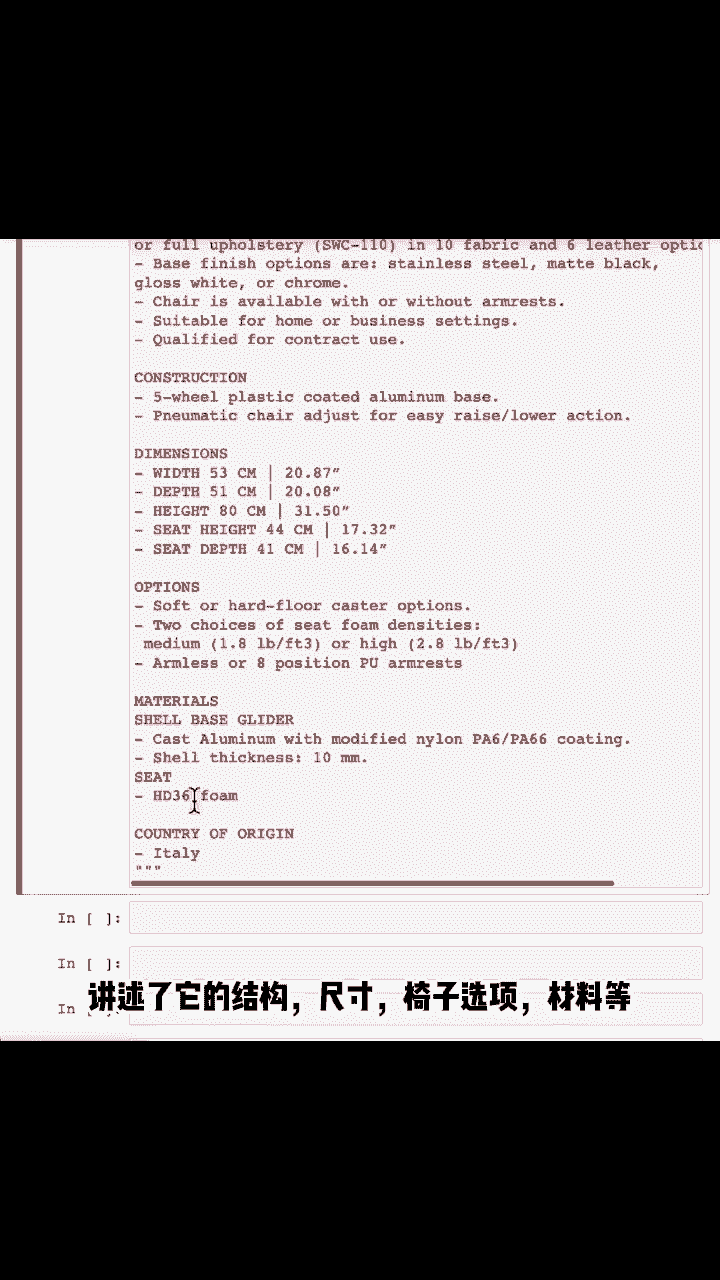 or full upholstery (SWC-110) in 10 fabric and 6 leather optic
- Base finish options are: stainless steel, matte black,
gloss white, or chrome.
- Chair is available with or without armrests.
- Suitable for home or business settings.
- Qualified for contract use.
CONSTRUCTION
- 5-wheel plastic coated aluminum base.
- Pneumatic chair adjust for easy raise/lower action.
DIMENSIONS
- WIDTH 53 CM | 20.87”
- DEPTH 51 CM | 20.08”
- HEIGHT 80 CM | 31.50”
- SEAT HEIGHT 44 CM | 17.32”
- SEAT DEPTH 41 CM | 16.14”
OPTIONS
- Soft or hard-floor caster options.
- Two choices of seat foam densities:
medium (1.8 lb/ft3) or high (2.8 lb/ft3)
- Armless or 8 position PU armrests
MATERIALS
SHELL BASE GLIDER
- Cast Aluminum with modified nylon PA6/PA66 coating.
- Shell thickness: 10 mm.
SEAT
- HD36 foam
COUNTRY OF ORIGIN
- Italy
"""
In [ ]:
In [ ]:
In [ ]:
讲述了它的结构，尺寸，椅子选项，材料等